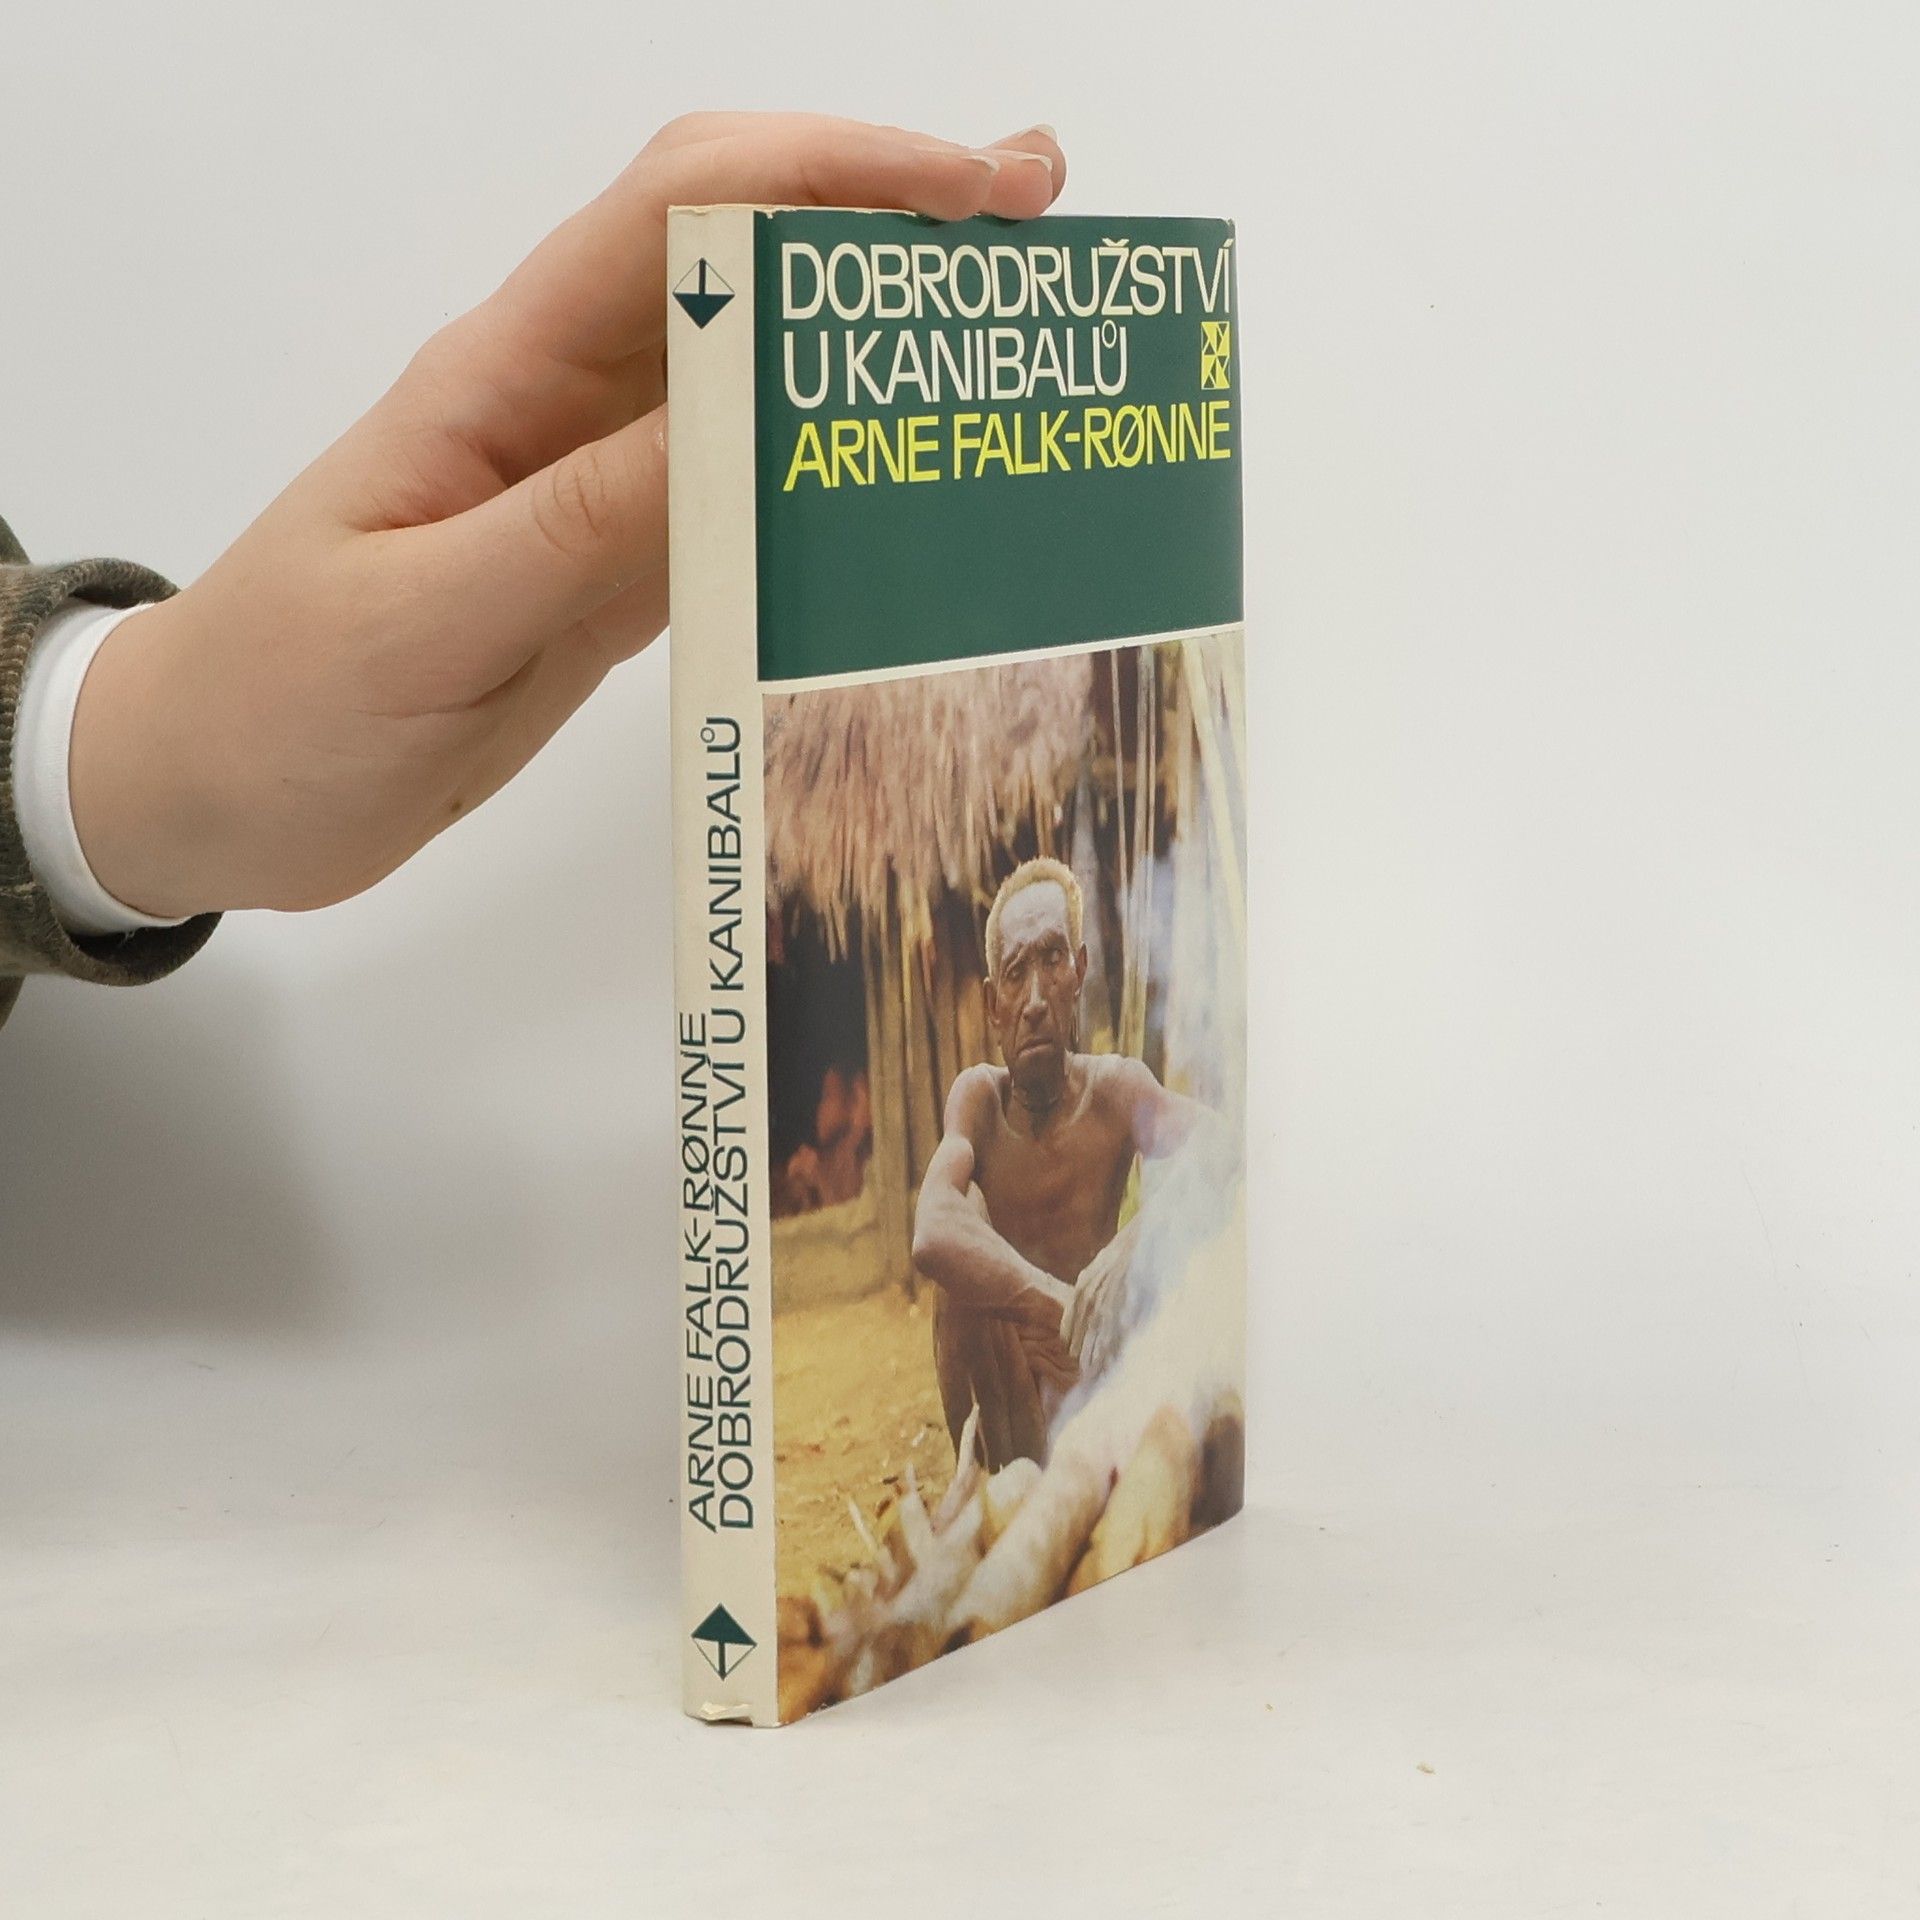 DOBRODRUŽSTVÍ
U KANIBALŮ
ARNE FALK-RØNNE
ARNE FALK-RØNNE
DOBRODRUŽSTVÍ U KANIBALŮ